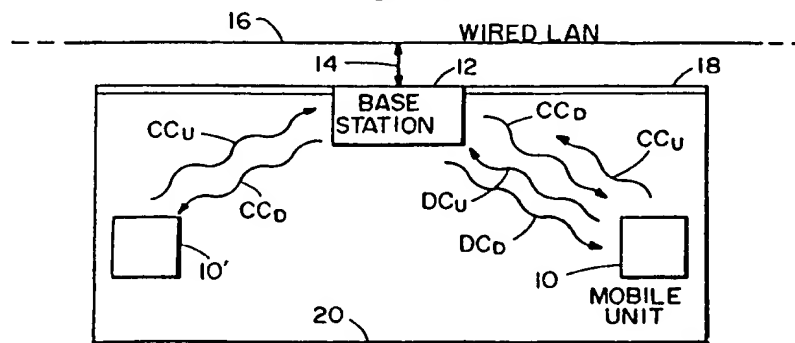 16
WIRED LAN
14
12
18
BASE
STATION
CCU
CCD
CCD
CCU
DCU
DCD
10'
10
MOBILE
UNIT
20